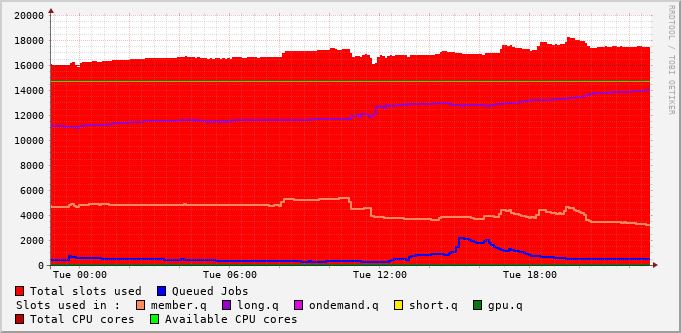 20000
18000
16000
14000
12000
10000
8000
6000
4000
2000
0
Tue 00:00 Tue 06:00 Tue 12:00 Tue 18:00
RRDTOOL / TOBI OETIKER
Total slots used Queued Jobs
Slots used in : member.q long.q ondemand.q short.q gpu.q
Total CPU cores Available CPU cores